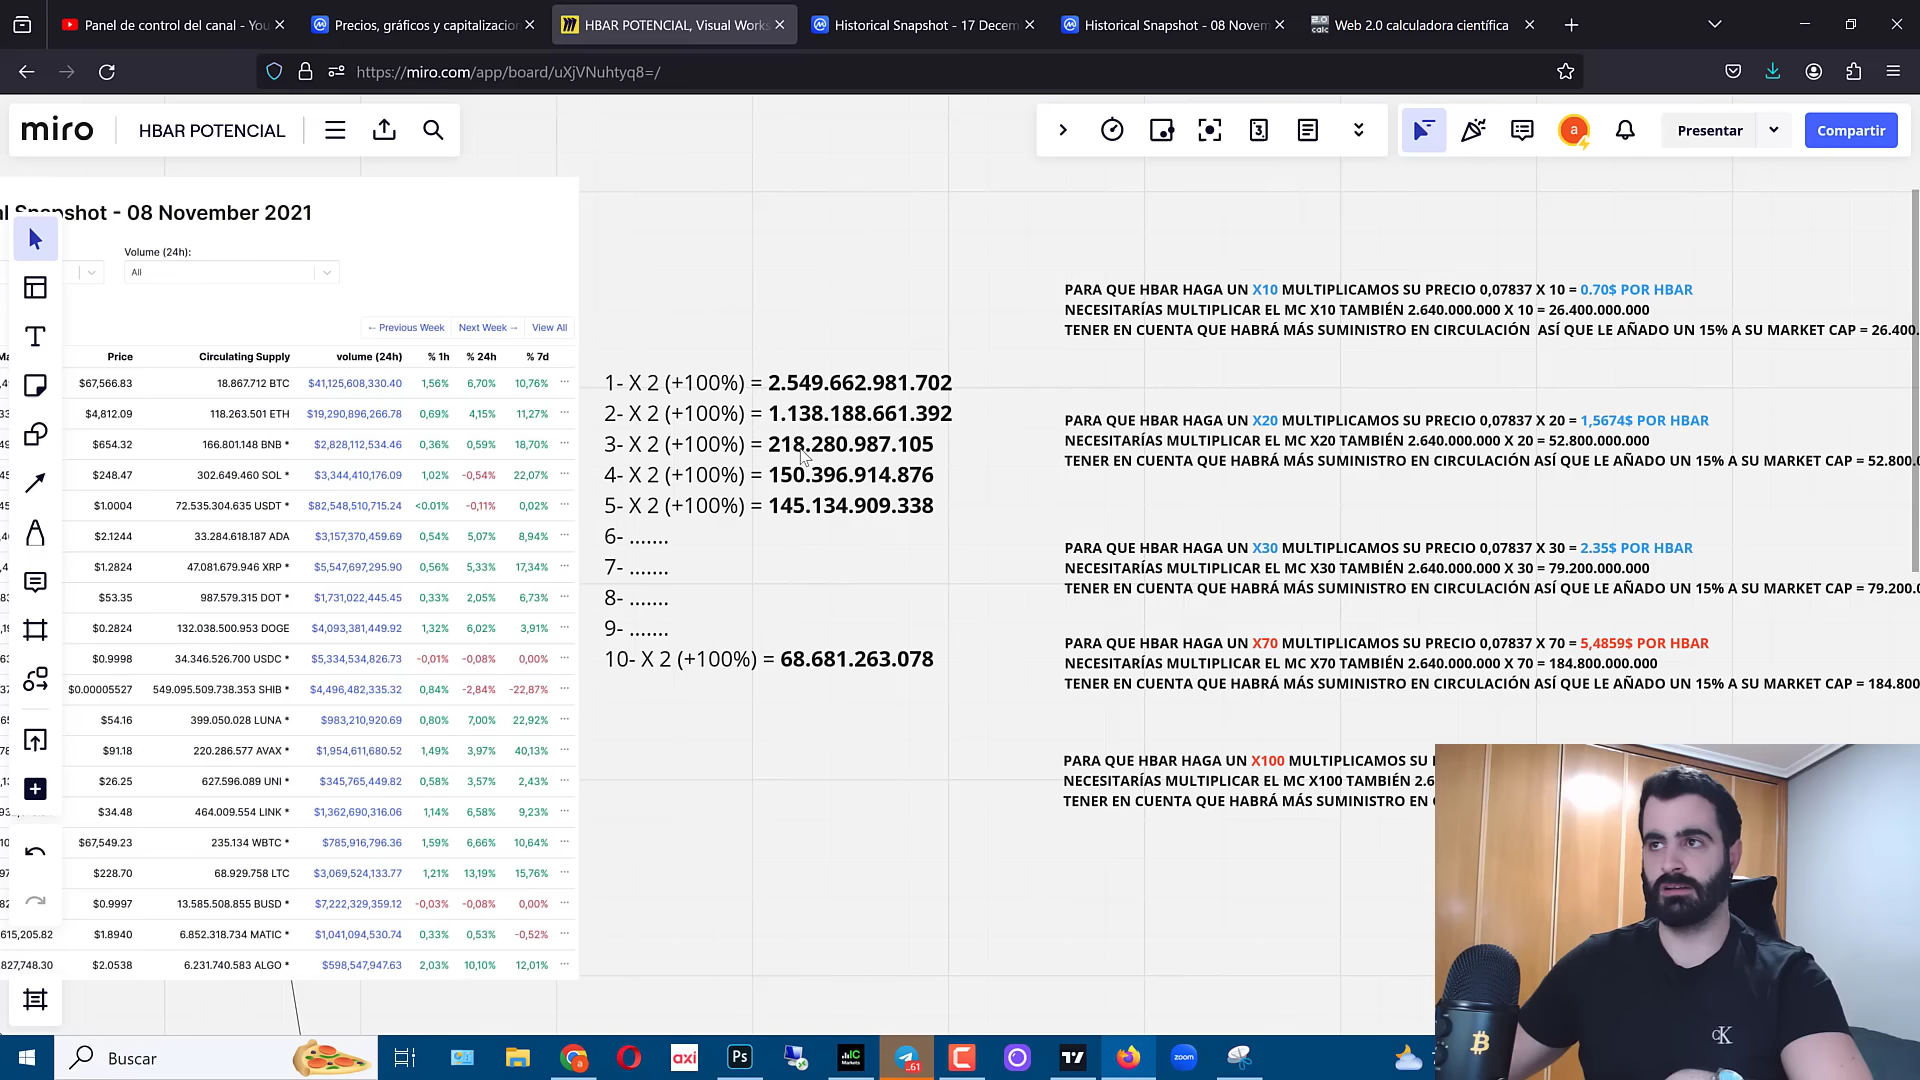 Panel de control del canal - You
Precios, gráficos y capitalizacion
HBAR POTENCIAL, Visual Works
Historical Snapshot - 17 Decem
Historical Snapshot - 08 Novem
Web 2.0 calculadora científica
https://miro.com/app/board/uXjVNuhtyq8=/
miro
HBAR POTENCIAL
Presentar
Compartir
al Snapshot - 08 November 2021
Volume (24h):
All
← Previous Week Next Week → View All
Price Circulating Supply volume (24h) % 1h % 24h % 7d
$67,566.83 18.867.712 BTC $41,125,608,330.40 1,56% 6,70% 10,76%
$4,812.09 118.263.501 ETH $19,290,896,266.78 0,69% 4,15% 11,27%
$654.32 166.801.148 BNB * $2,828,112,534.46 0,36% 0,59% 18,70%
$248.47 302.649.460 SOL * $3,344,410,176.09 1,02% -0,54% 22,07%
$1.0004 72.535.304.635 USDT * $82,548,510,715.24 <0.01% -0,11% 0,02%
$2.1244 33.284.618.187 ADA $3,157,370,459.69 0,54% 5,07% 8,94%
$1.2824 47.081.679.946 XRP * $5,547,697,295.90 0,56% 5,33% 17,34%
$53.35 987.579.315 DOT * $1,731,022,445.45 0,33% 2,05% 6,73%
$0.2824 132.038.500.953 DOGE $4,093,381,449.92 1,32% 6,02% 3,91%
$0.9998 34.346.526.700 USDC * $5,334,534,826.73 -0,01% -0,08% 0,00%
$0.00005527 549.095.509.738.353 SHIB * $4,496,482,335.32 0,84% -2,84% -22,87%
$54.16 399.050.028 LUNA * $983,210,920.69 0,80% 7,00% 22,92%
$91.18 220.286.577 AVAX * $1,954,611,680.52 1,49% 3,97% 40,13%
$26.25 627.596.089 UNI * $345,765,449.82 0,58% 3,57% 2,43%
$34.48 464.009.554 LINK * $1,362,690,316.06 1,14% 6,58% 9,23%
$67,549.23 235.134 WBTC * $785,916,796.36 1,59% 6,66% 10,64%
$228.70 68.929.758 LTC $3,069,524,133.77 1,21% 13,19% 15,76%
$0.9997 13.585.508.855 BUSD * $7,222,329,359.12 -0,03% -0,08% 0,00%
615,205.82 $1.8940 6.852.318.734 MATIC * $1,041,094,530.74 0,33% 0,53% -0,52%
827,748.30 $2.0538 6.231.740.583 ALGO * $598,547,947.63 2,03% 10,10% 12,01%
1- X 2 (+100%) = 2.549.662.981.702
2- X 2 (+100%) = 1.138.188.661.392
3- X 2 (+100%) = 218.280.987.105
4- X 2 (+100%) = 150.396.914.876
5- X 2 (+100%) = 145.134.909.338
6- .......
7- .......
8- .......
9- .......
10- X 2 (+100%) = 68.681.263.078
PARA QUE HBAR HAGA UN X10 MULTIPLICAMOS SU PRECIO 0,07837 X 10 = 0.70$ POR HBAR
NECESITARÍAS MULTIPLICAR EL MC X10 TAMBIÉN 2.640.000.000 X 10 = 26.400.000.000
TENER EN CUENTA QUE HABRÁ MÁS SUMINISTRO EN CIRCULACIÓN ASÍ QUE LE AÑADO UN 15% A SU MARKET CAP = 26.400.
PARA QUE HBAR HAGA UN X20 MULTIPLICAMOS SU PRECIO 0,07837 X 20 = 1,5674$ POR HBAR
NECESITARÍAS MULTIPLICAR EL MC X20 TAMBIÉN 2.640.000.000 X 20 = 52.800.000.000
TENER EN CUENTA QUE HABRÁ MÁS SUMINISTRO EN CIRCULACIÓN ASÍ QUE LE AÑADO UN 15% A SU MARKET CAP = 52.800.0
PARA QUE HBAR HAGA UN X30 MULTIPLICAMOS SU PRECIO 0,07837 X 30 = 2.35$ POR HBAR
NECESITARÍAS MULTIPLICAR EL MC X30 TAMBIÉN 2.640.000.000 X 30 = 79.200.000.000
TENER EN CUENTA QUE HABRÁ MÁS SUMINISTRO EN CIRCULACIÓN ASÍ QUE LE AÑADO UN 15% A SU MARKET CAP = 79.200.0
PARA QUE HBAR HAGA UN X70 MULTIPLICAMOS SU PRECIO 0,07837 X 70 = 5,4859$ POR HBAR
NECESITARÍAS MULTIPLICAR EL MC X70 TAMBIÉN 2.640.000.000 X 70 = 184.800.000.000
TENER EN CUENTA QUE HABRÁ MÁS SUMINISTRO EN CIRCULACIÓN ASÍ QUE LE AÑADO UN 15% A SU MARKET CAP = 184.800
PARA QUE HBAR HAGA UN X100 MULTIPLICAMOS SU
NECESITARÍAS MULTIPLICAR EL MC X100 TAMBIÉN 2.6
TENER EN CUENTA QUE HABRÁ MÁS SUMINISTRO EN
cK
Buscar
axi
Ps
IC
Markets
61
zoom